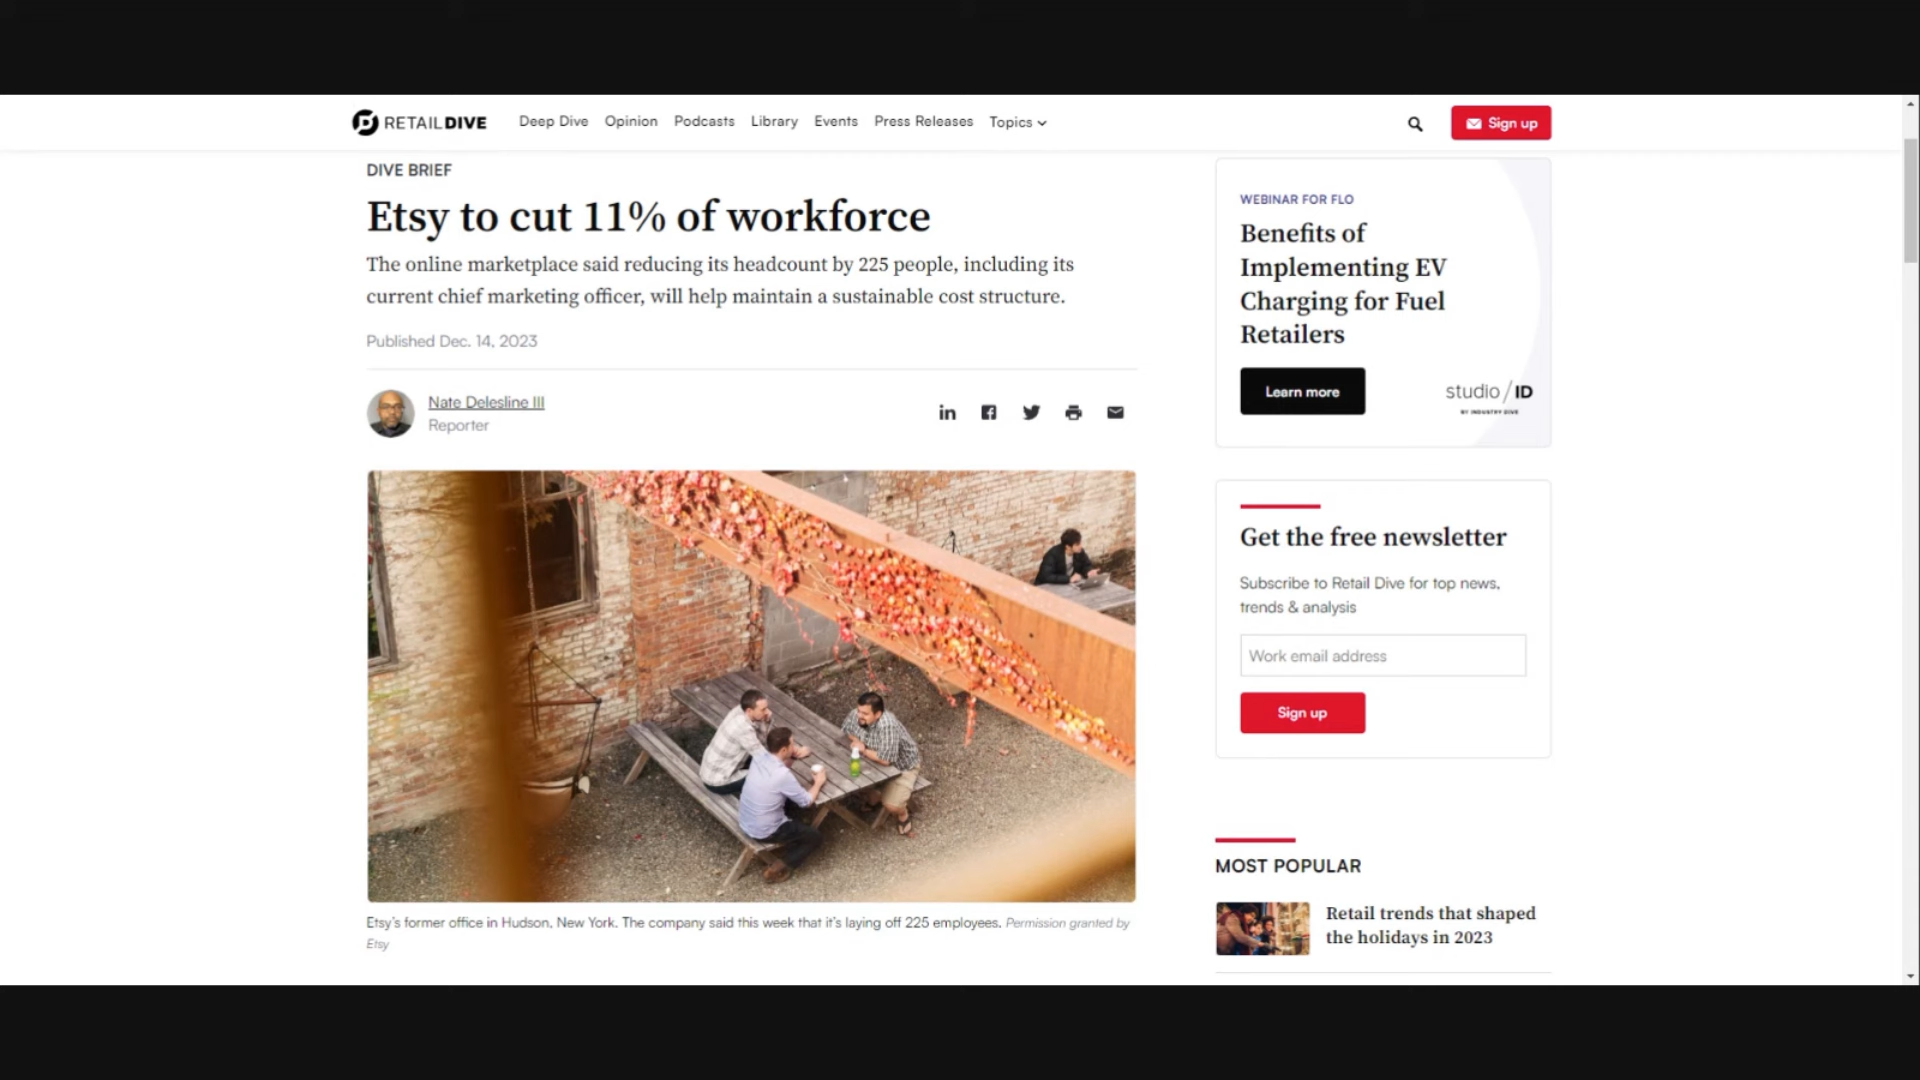 RETAILDIVE
Deep Dive Opinion Podcasts Library Events Press Releases Topics
Sign up
DIVE BRIEF
Etsy to cut 11% of workforce
The online marketplace said reducing its headcount by 225 people, including its
current chief marketing officer, will help maintain a sustainable cost structure.
Published Dec. 14, 2023
Nate Delesline III
Reporter
Etsy's former office in Hudson, New York. The company said this week that it's laying off 225 employees. Permission granted by
Etsy
WEBINAR FOR FLO
Benefits of
Implementing EV
Charging for Fuel
Retailers
Learn more
studio/ID
BY INDUSTRY DIVE
Get the free newsletter
Subscribe to Retail Dive for top news,
trends & analysis
Work email address
Sign up
MOST POPULAR
Retail trends that shaped
the holidays in 2023